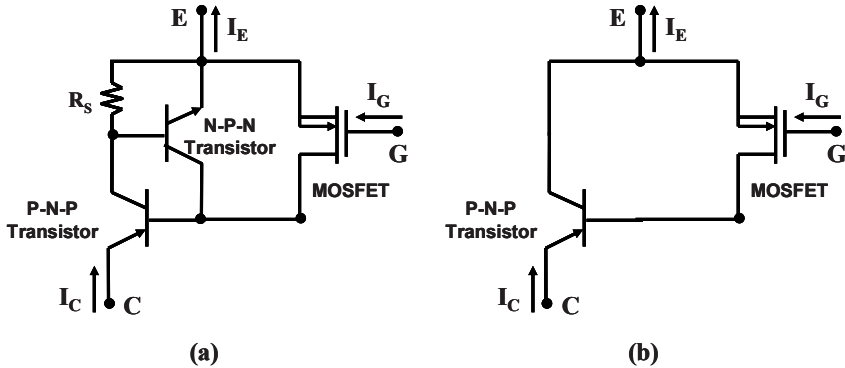 E
I_E
R_S
N-P-N
Transistor
I_G
G
MOSFET
P-N-P
Transistor
I_C
C
(a)
E
I_E
I_G
G
MOSFET
P-N-P
Transistor
I_C
C
(b)